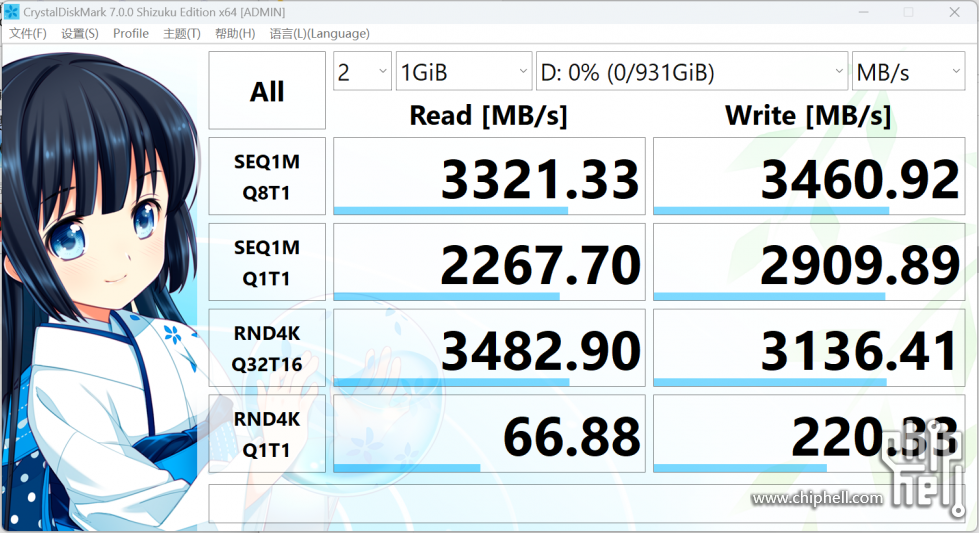 CrystalDiskMark 7.0.0 Shizuku Edition x64 [ADMIN]
文件(F) 设置(S) Profile 主题(T) 帮助(H) 语言(L)(Language)
All 2 1GiB D: 0% (0/931GiB) MB/s
Read [MB/s] Write [MB/s]
SEQ1M
Q8T1
3321.33 3460.92
SEQ1M
Q1T1
2267.70 2909.89
RND4K
Q32T16
3482.90 3136.41
RND4K
Q1T1
66.88 220.33
www.chiphell.com
chip
hell